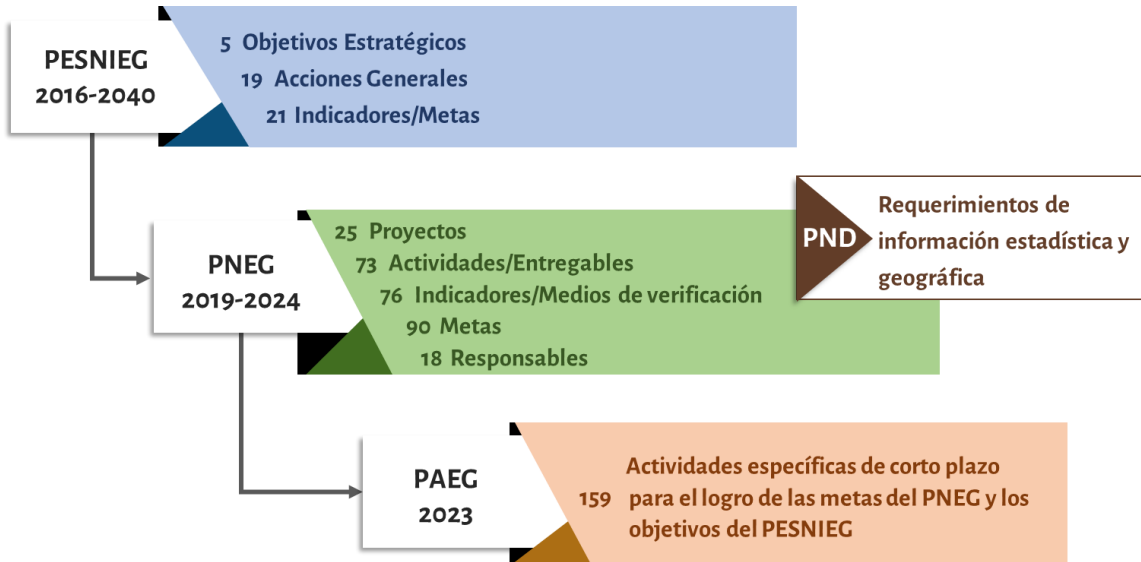 PESNIEG
2016-2040
5 Objetivos Estratégicos
19 Acciones Generales
21 Indicadores/Metas
PNEG
2019-2024
25 Proyectos
73 Actividades/Entregables
76 Indicadores/Medios de verificación
90 Metas
18 Responsables
PND
Requerimientos de
información estadística y
geográfica
PAEG
2023
Actividades específicas de corto plazo
159 para el logro de las metas del PNEG y los
objetivos del PESNIEG